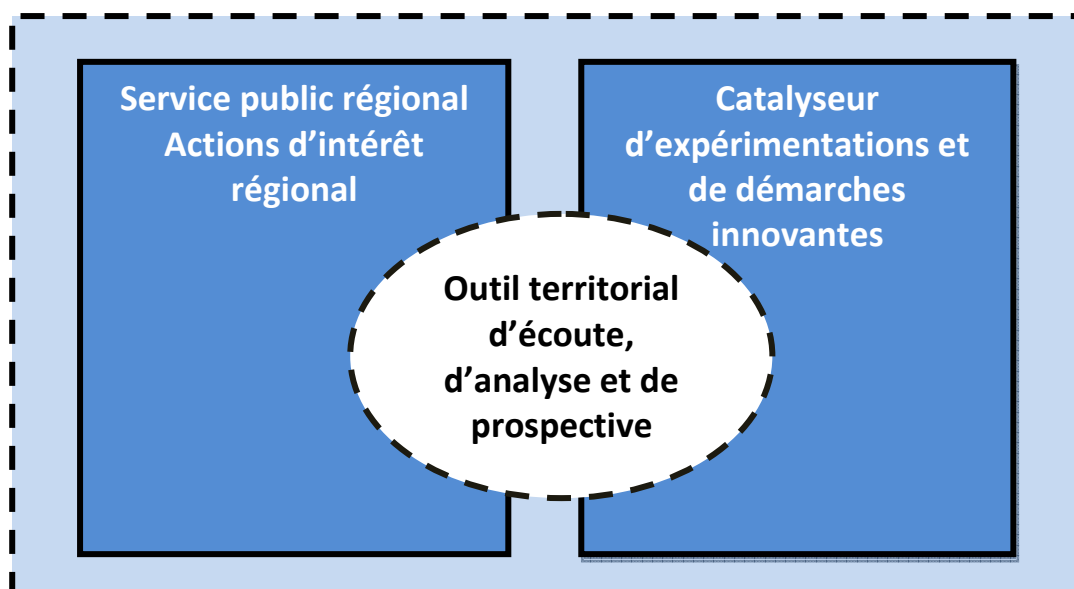 Service public régional
Actions d’intérêt
régional
Catalyseur
d’expérimentations et
de démarches
innovantes
Outil territorial
d’écoute,
d’analyse et de
prospective